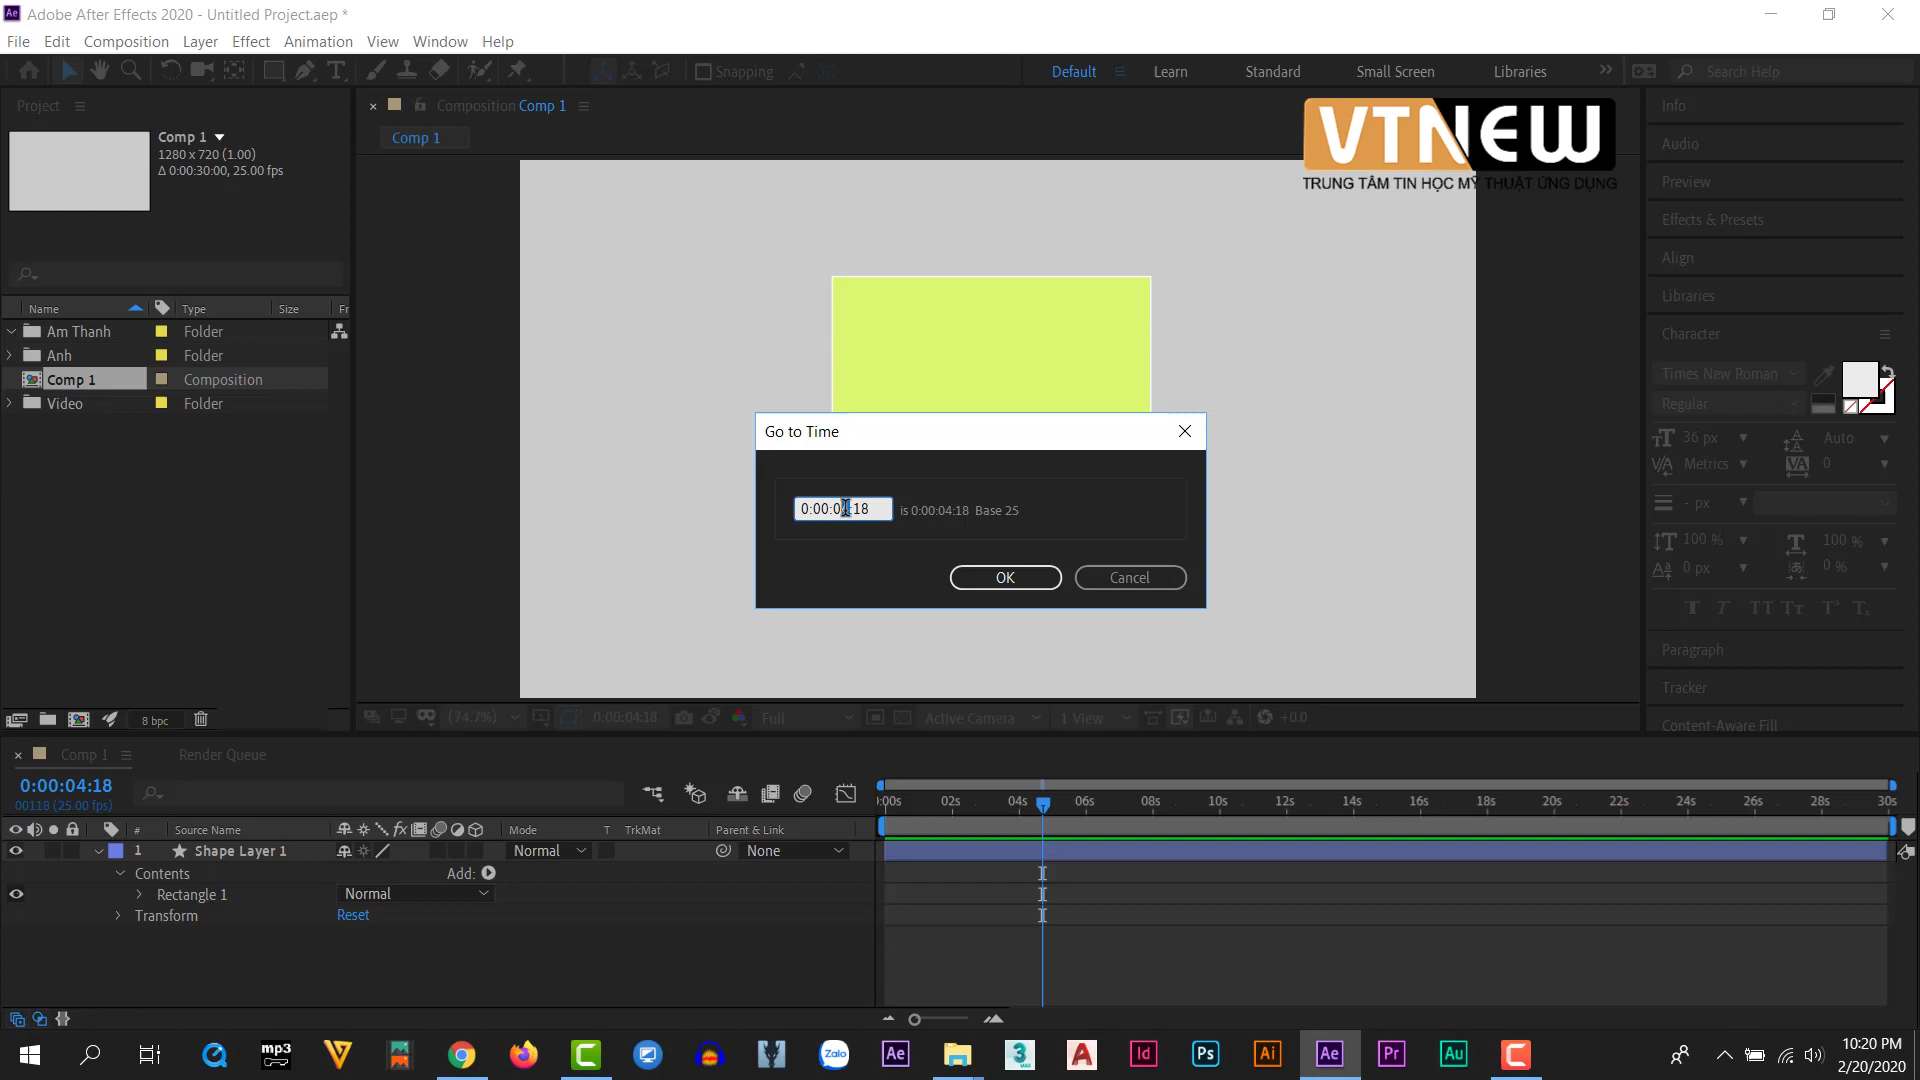 Adobe After Effects 2020 - Untitled Project.aep *
File Edit Composition Layer Effect Animation View Window Help
Snapping Default Learn Standard Small Screen Libraries Search Help
Project
Composition Comp 1
Info
Comp 1
1280 x 720 (1.00)
Δ 0:00:30:00, 25.00 fps
Comp 1
VTNEW
TRUNG TÂM TIN HỌC MỸ THUẬT ỨNG DỤNG
Audio
Preview
Effects & Presets
Align
Libraries
Character
Name Type Size Fr
Am Thanh Folder
Anh Folder
Comp 1 Composition
Video Folder
Times New Roman
Regular
36 px Auto
Metrics 0
- px
100 % 100 %
0 px 0 %
Go to Time
0:00:04:18 is 0:00:04:18 Base 25
OK Cancel
Paragraph
Tracker
Content-Aware Fill
8 bpc
(74.7%) 0:00:04:18 Full Active Camera 1 View +0.0
Comp 1 Render Queue
0:00:04:18
00118 (25.00 fps)
:00s 02s 04s 06s 08s 10s 12s 14s 16s 18s 20s 22s 24s 26s 28s 30s
# Source Name Mode T TrkMat Parent & Link
1 Shape Layer 1 Normal None
Contents Add:
Rectangle 1 Normal
Transform Reset
mp3 Zalo Ae 3 MAX A Id Ps Ai Ae Pr Au
10:20 PM
2/20/2020